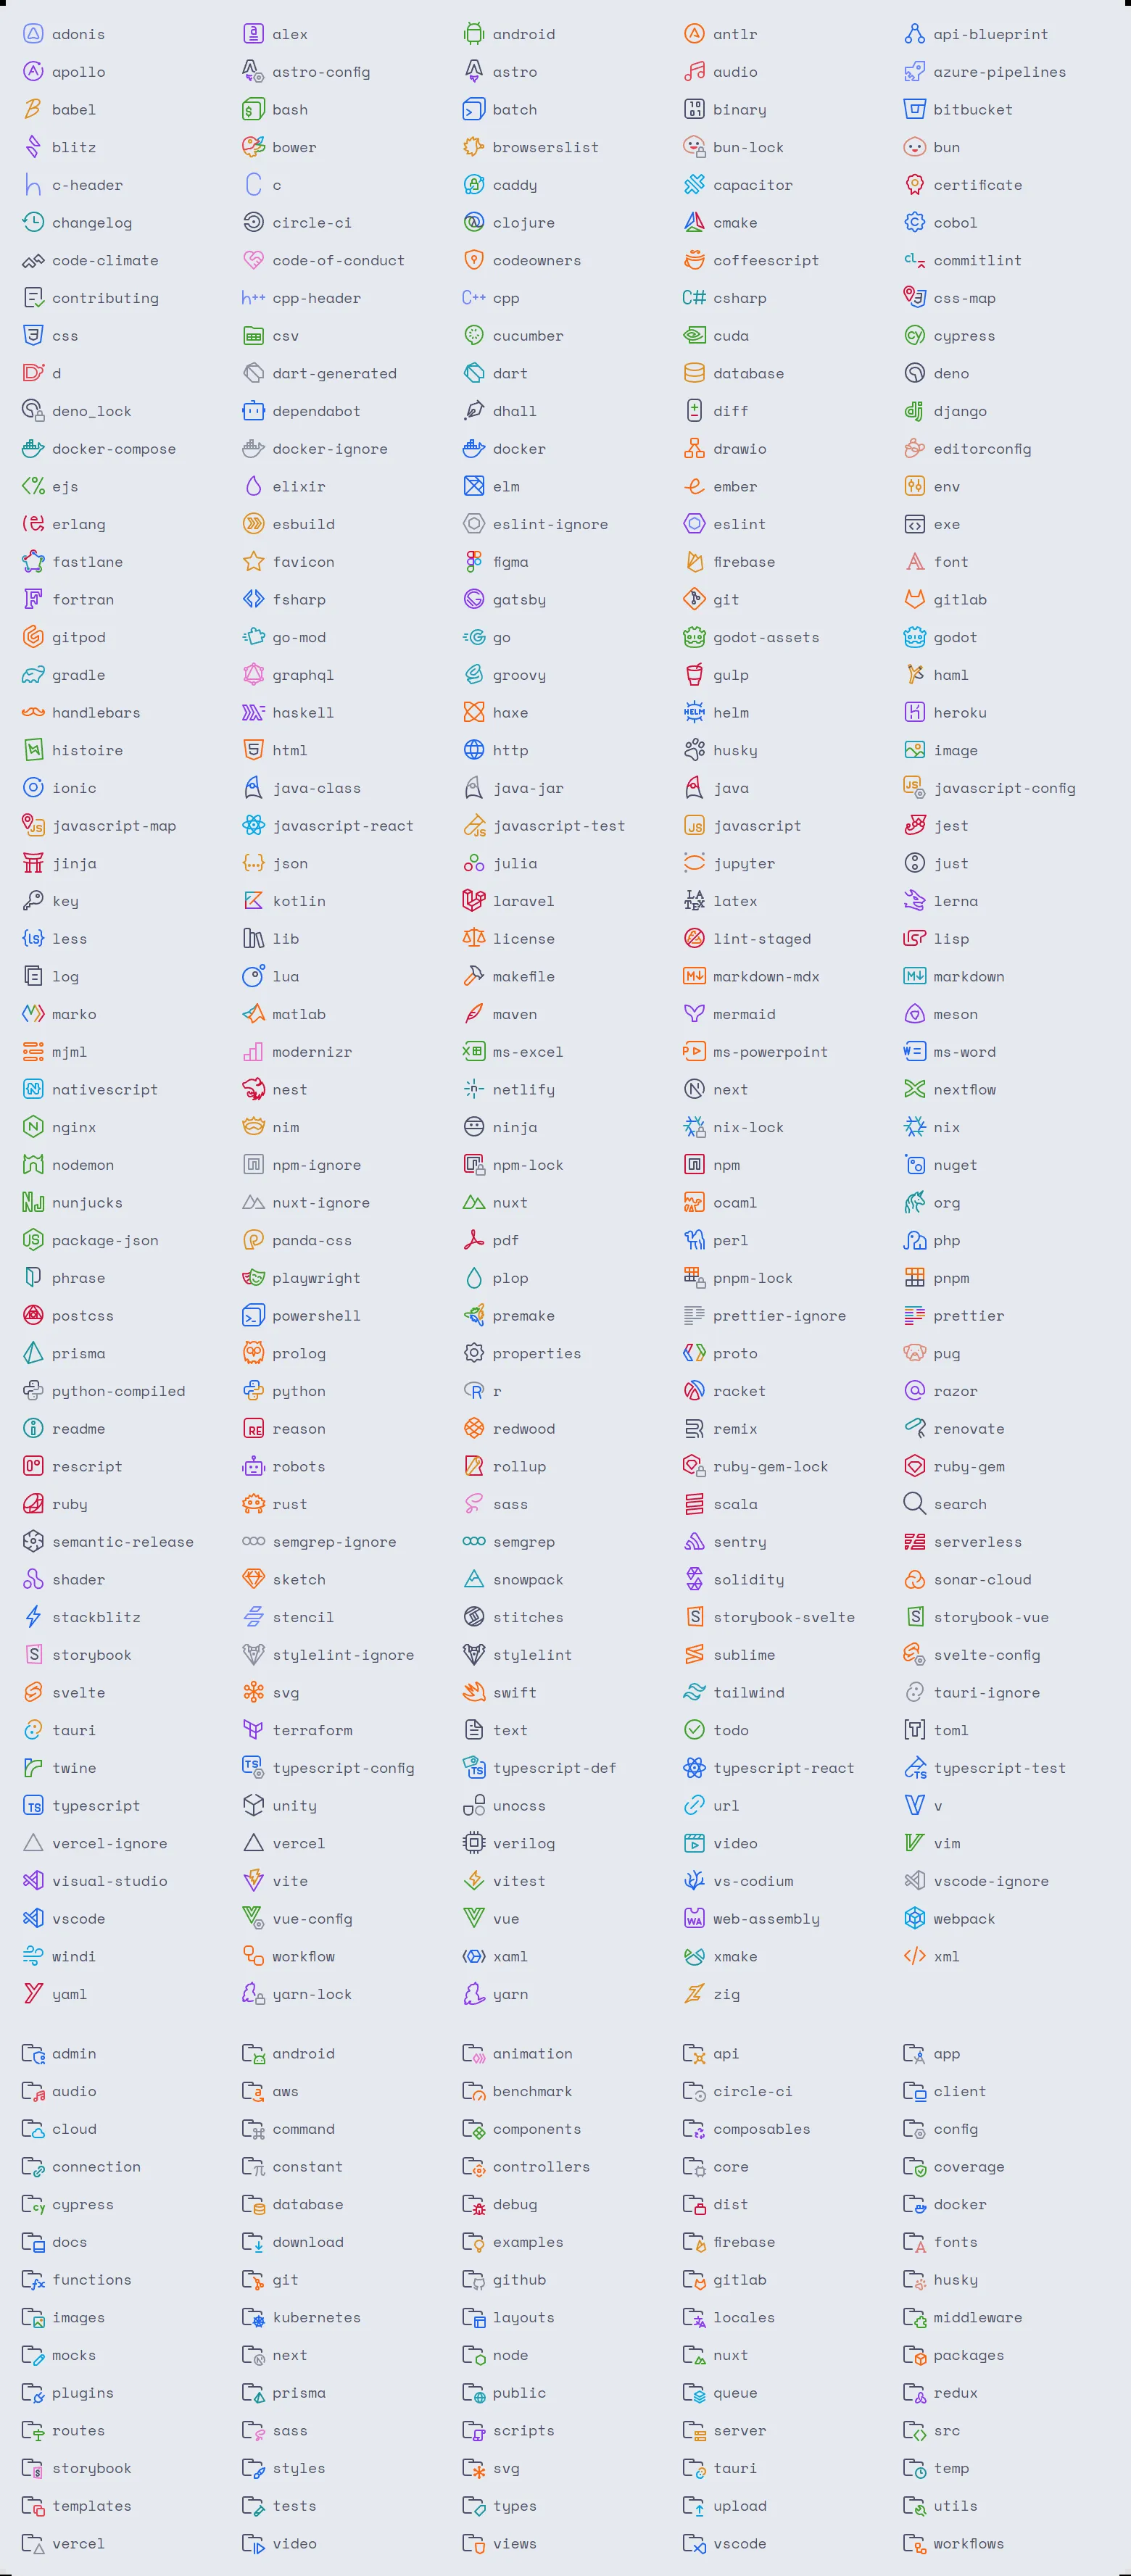 adonis alex android antlr api-blueprint
apollo astro-config astro audio azure-pipelines
babel bash batch binary bitbucket
blitz bower browserslist bun-lock bun
c-header c caddy capacitor certificate
changelog circle-ci clojure cmake cobol
code-climate code-of-conduct codeowners coffeescript commitlint
contributing cpp-header cpp csharp css-map
css csv cucumber cuda cypress
d dart-generated dart database deno
deno_lock dependabot dhall diff django
docker-compose docker-ignore docker drawio editorconfig
ejs elixir elm ember env
erlang esbuild eslint-ignore eslint exe
fastlane favicon figma firebase font
fortran fsharp gatsby git gitlab
gitpod go-mod go godot-assets godot
gradle graphql groovy gulp haml
handlebars haskell haxe helm heroku
histoire html http husky image
ionic java-class java-jar java javascript-config
javascript-map javascript-react javascript-test javascript jest
jinja json julia jupyter just
key kotlin laravel latex lerna
less lib license lint-staged lisp
log lua makefile markdown-mdx markdown
marko matlab maven mermaid meson
mjml modernizr ms-excel ms-powerpoint ms-word
nativescript nest netlify next nextflow
nginx nim ninja nix-lock nix
nodemon npm-ignore npm-lock npm nuget
nunjucks nuxt-ignore nuxt ocaml org
package-json panda-css pdf perl php
phrase playwright plop pnpm-lock pnpm
postcss powershell premake prettier-ignore prettier
prisma prolog properties proto pug
python-compiled python r racket razor
readme reason redwood remix renovate
rescript robots rollup ruby-gem-lock ruby-gem
ruby rust sass scala search
semantic-release semgrep-ignore semgrep sentry serverless
shader sketch snowpack solidity sonar-cloud
stackblitz stencil stitches storybook-svelte storybook-vue
storybook stylelint-ignore stylelint sublime svelte-config
svelte svg swift tailwind tauri-ignore
tauri terraform text todo toml
twine typescript-config typescript-def typescript-react typescript-test
typescript unity unocss url v
vercel-ignore vercel verilog video vim
visual-studio vite vitest vs-codium vscode-ignore
vscode vue-config vue web-assembly webpack
windi workflow xaml xmake xml
yaml yarn-lock yarn zig
admin android animation api app
audio aws benchmark circle-ci client
cloud command components composables config
connection constant controllers core coverage
cypress database debug dist docker
docs download examples firebase fonts
functions git github gitlab husky
images kubernetes layouts locales middleware
mocks next node nuxt packages
plugins prisma public queue redux
routes sass scripts server src
storybook styles svg tauri temp
templates tests types upload utils
vercel video views vscode workflows